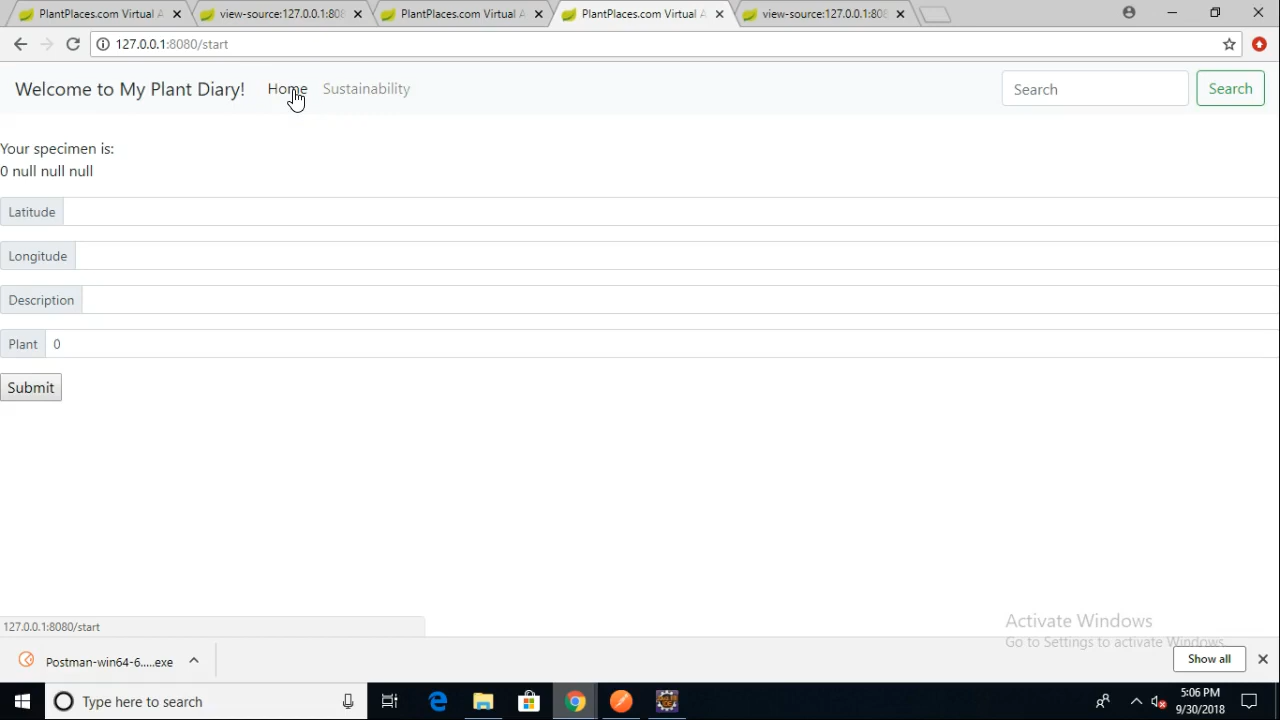 PlantPlaces.com Virtual A
view-source:127.0.0.1:808
PlantPlaces.com Virtual A
PlantPlaces.com Virtual A
view-source:127.0.0.1:808
127.0.0.1:8080/start
Welcome to My Plant Diary! Home Sustainability Search Search
Your specimen is:
0 null null null
Latitude
Longitude
Description
Plant 0
Submit
127.0.0.1:8080/start
Activate Windows
Go to Settings to activate Windows.
Postman-win64-6.....exe
Show all
Type here to search
5:06 PM
9/30/2018